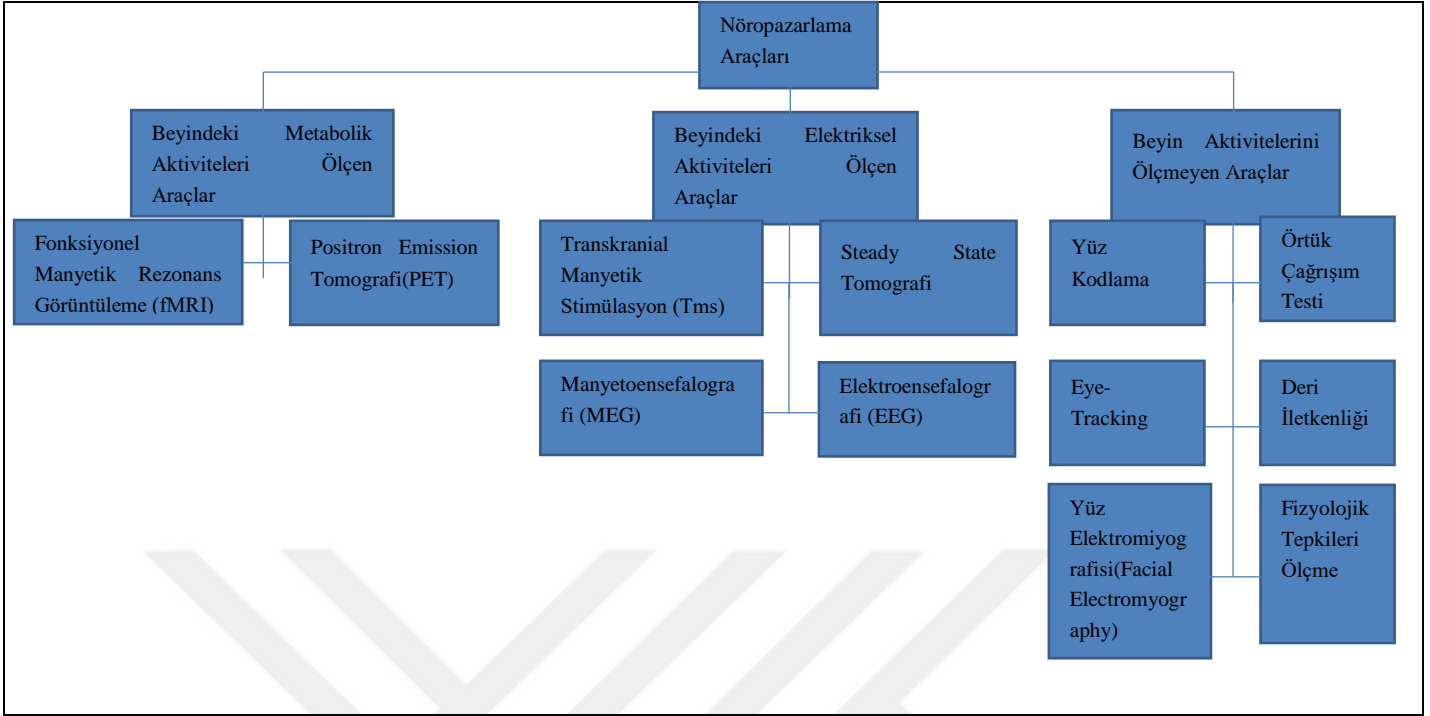 Nöropazarlama
Araçları
Beyindeki Metabolik
Aktiviteleri Ölçen
Araçlar
Beyindeki Elektriksel
Aktiviteleri Ölçen
Araçlar
Beyin Aktivitelerini
Ölçmeyen Araçlar
Fonksiyonel
Manyetik Rezonans
Görüntüleme (fMRI)
Positron Emission
Tomografi(PET)
Transkranial
Manyetik
Stimülasyon (Tms)
Steady State
Tomografi
Yüz
Kodlama
Örtük
Çağrışım
Testi
Manyetoensefalogra
fi (MEG)
Elektroensefalogr
afi (EEG)
Eye-
Tracking
Deri
İletkenliği
Yüz
Elektromiyog
rafisi(Facial
Electromyogr
aphy)
Fizyolojik
Tepkileri
Ölçme